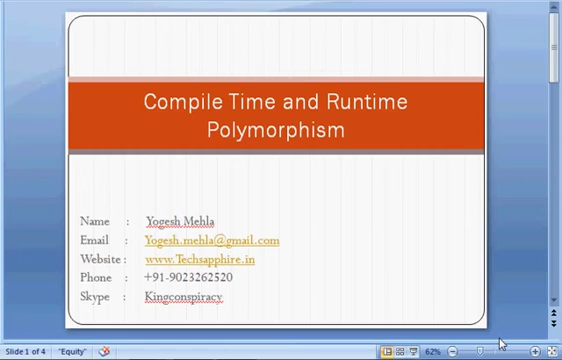 Compile Time and Runtime
Polymorphism
Name : Yogesh Mehla
Email : Yogesh.mehla@gmail.com
Website : www.Techsapphire.in
Phone : +91-9023262520
Skype : Kingconspiracy
Slide 1 of 4 "Equity" 62%